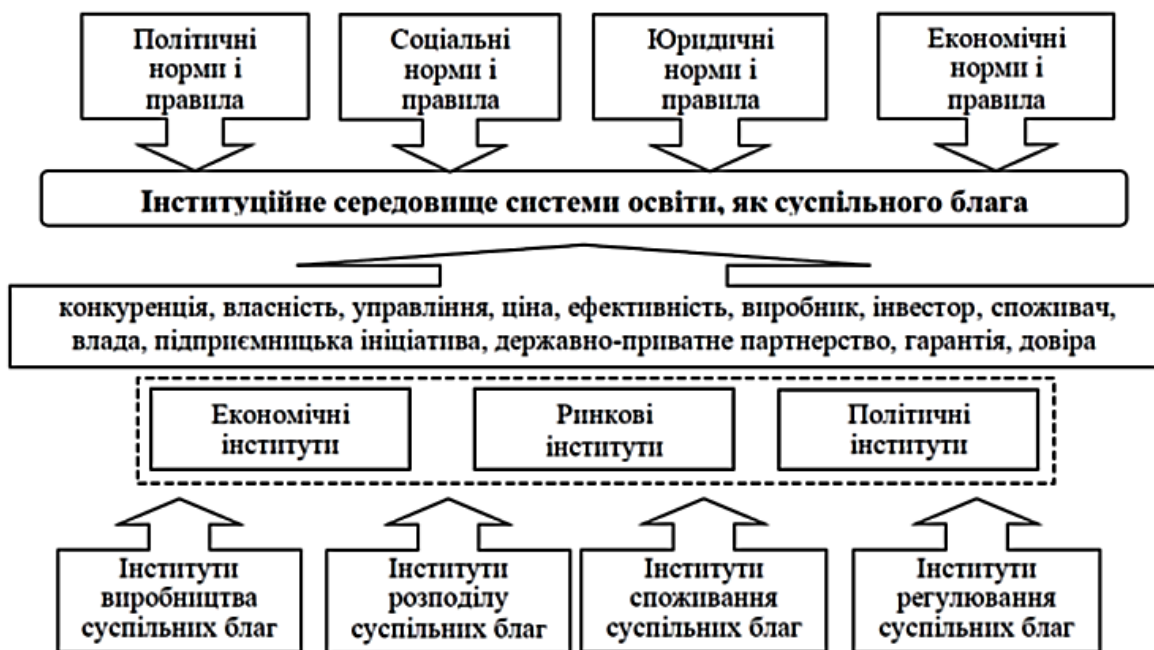 Політичні
норми і
правила
Соціальні
норми і
правила
Юридичні
норми і
правила
Економічні
норми і
правила
Інституційне середовище системи освіти, як суспільного блага
конкуренція, власність, управління, ціна, ефективність, виробник, інвестор, споживач,
влада, підприємницька ініціатива, державно-приватне партнерство, гарантія, довіра
Економічні
інститути
Ринкові
інститути
Політичні
інститути
Інститути
виробництва
суспільних благ
Інститути
розподілу
суспільних благ
Інститути
споживання
суспільних благ
Інститути
регулювання
суспільних благ